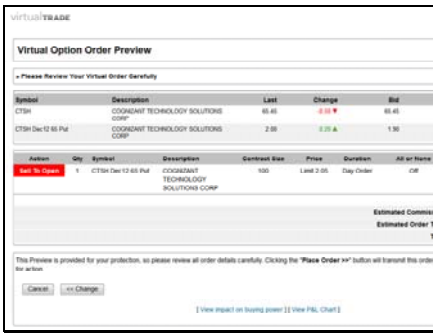 virtualTRADE
Virtual Option Order Preview
» Please Review Your Virtual Order Carefully
Symbol Description Last Change Bid
CTSH COGNIZANT TECHNOLOGY SOLUTIONS CORP 65.45 ▼ 65.45
CTSH Dec12 65 Put COGNIZANT TECHNOLOGY SOLUTIONS CORP 2.00 0.20 ▲ 1.90
Action Qty Symbol Description Contract Size Price Duration All or None
Sell To Open 1 CTSH Dec12 65 Put COGNIZANT TECHNOLOGY SOLUTIONS CORP 100 Limit 2.05 Day Order Off
Estimated Commis
Estimated Order T
T
This Preview is provided for your protection, so please review all order details carefully. Clicking the "Place Order >>" button will transmit this order
for action
Cancel << Change
[ View impact on buying power ] [ View P&L Chart ]